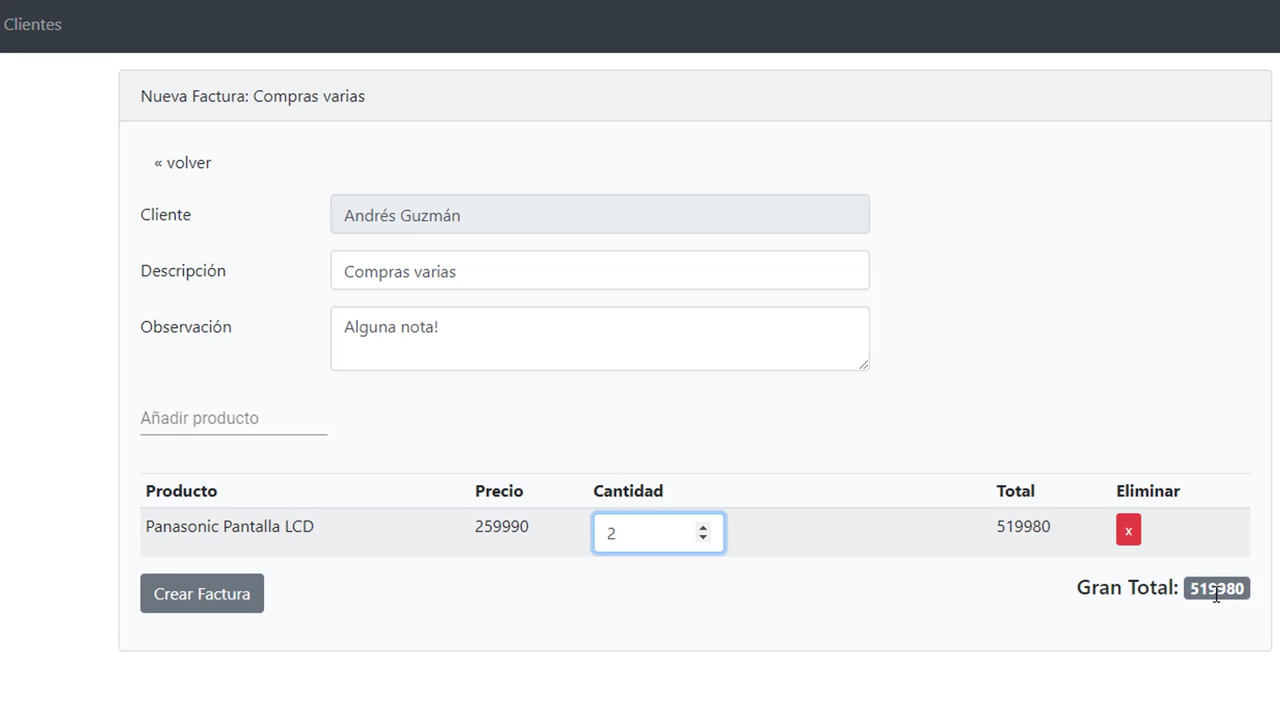 Clientes
Nueva Factura: Compras varias
« volver
Cliente Andrés Guzmán
Descripción Compras varias
Observación Alguna nota!
Añadir producto
Producto Precio Cantidad Total Eliminar
Panasonic Pantalla LCD 259990 2 519980 x
Crear Factura Gran Total: 519980